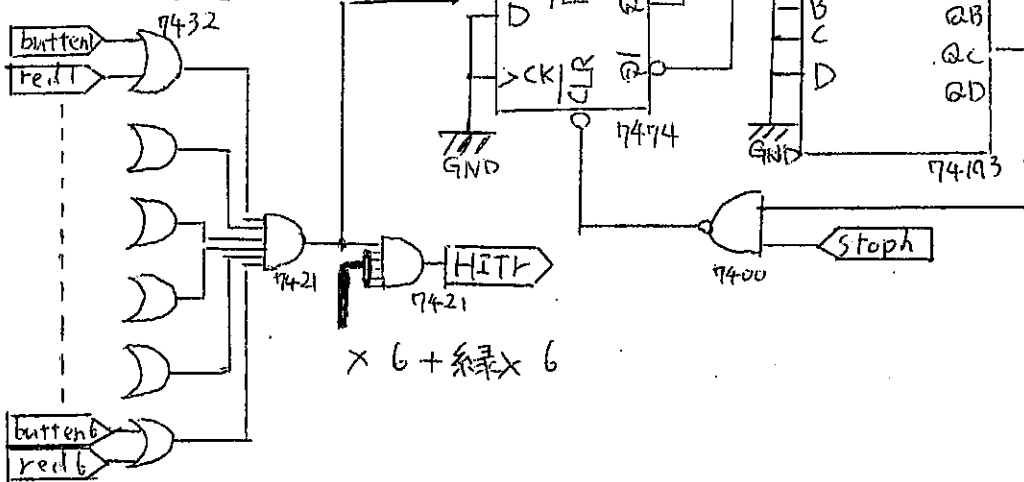 7432
butten1
red1
D
>CK
CLR
Q
Q
7474
GND
B
C
D
QB
QC
QD
GND
74193
7421
7421
HITr
7400
stoph
× 6 + 緑× 6
butten6
red6